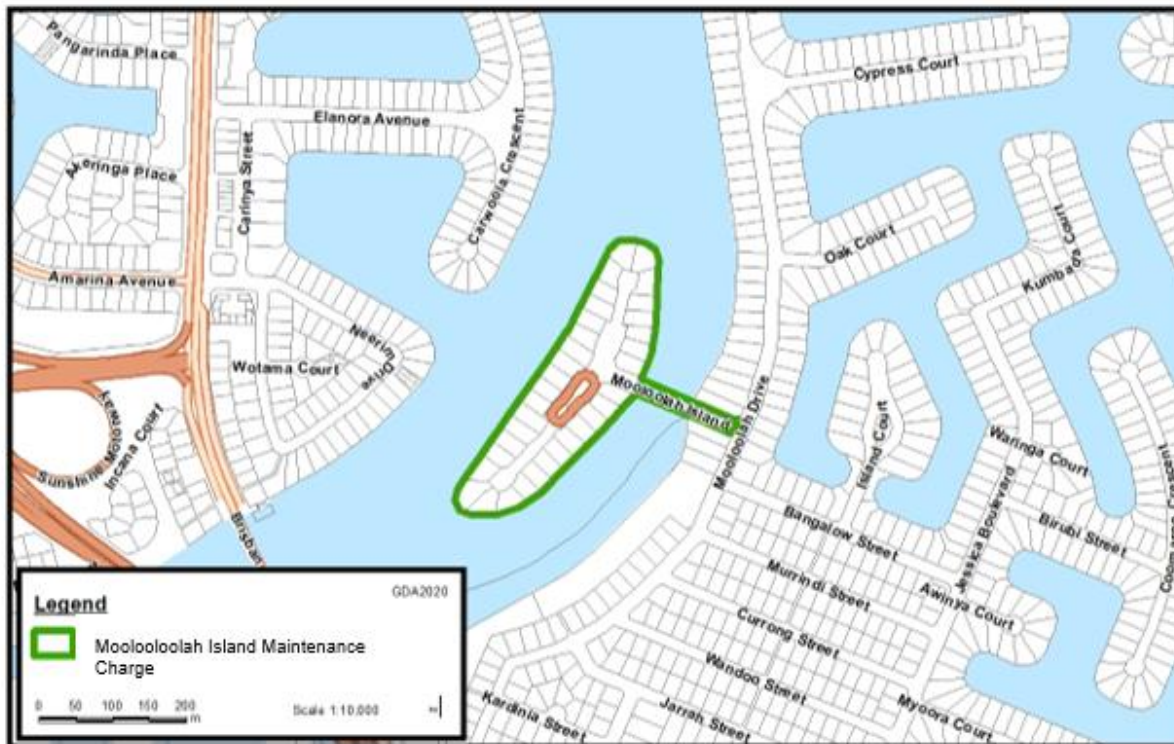 Pangarinda Place
Cypress Court
Elanora Avenue
Carwoola Crescent
Carinya Street
Akeringa Place
Oak Court
Kumbada Court
Amarina Avenue
Neerim Drive
Wotama Court
Mooloolah Island
Mooloolah Drive
Island Court
Waringa Court
Sunshine Motorway
Incana Court
Brisban
Bangalow Street
Jessica Boulevard
Birubi Street
Murrindi Street
Awinya Court
Currong Street
Wandoo Street
Myoora Court
Kardinia Street
Jarrah Street
Legend
GDA2020
Moolooloolah Island Maintenance
Charge
0 50 100 150 200
m
Scale 1:10,000